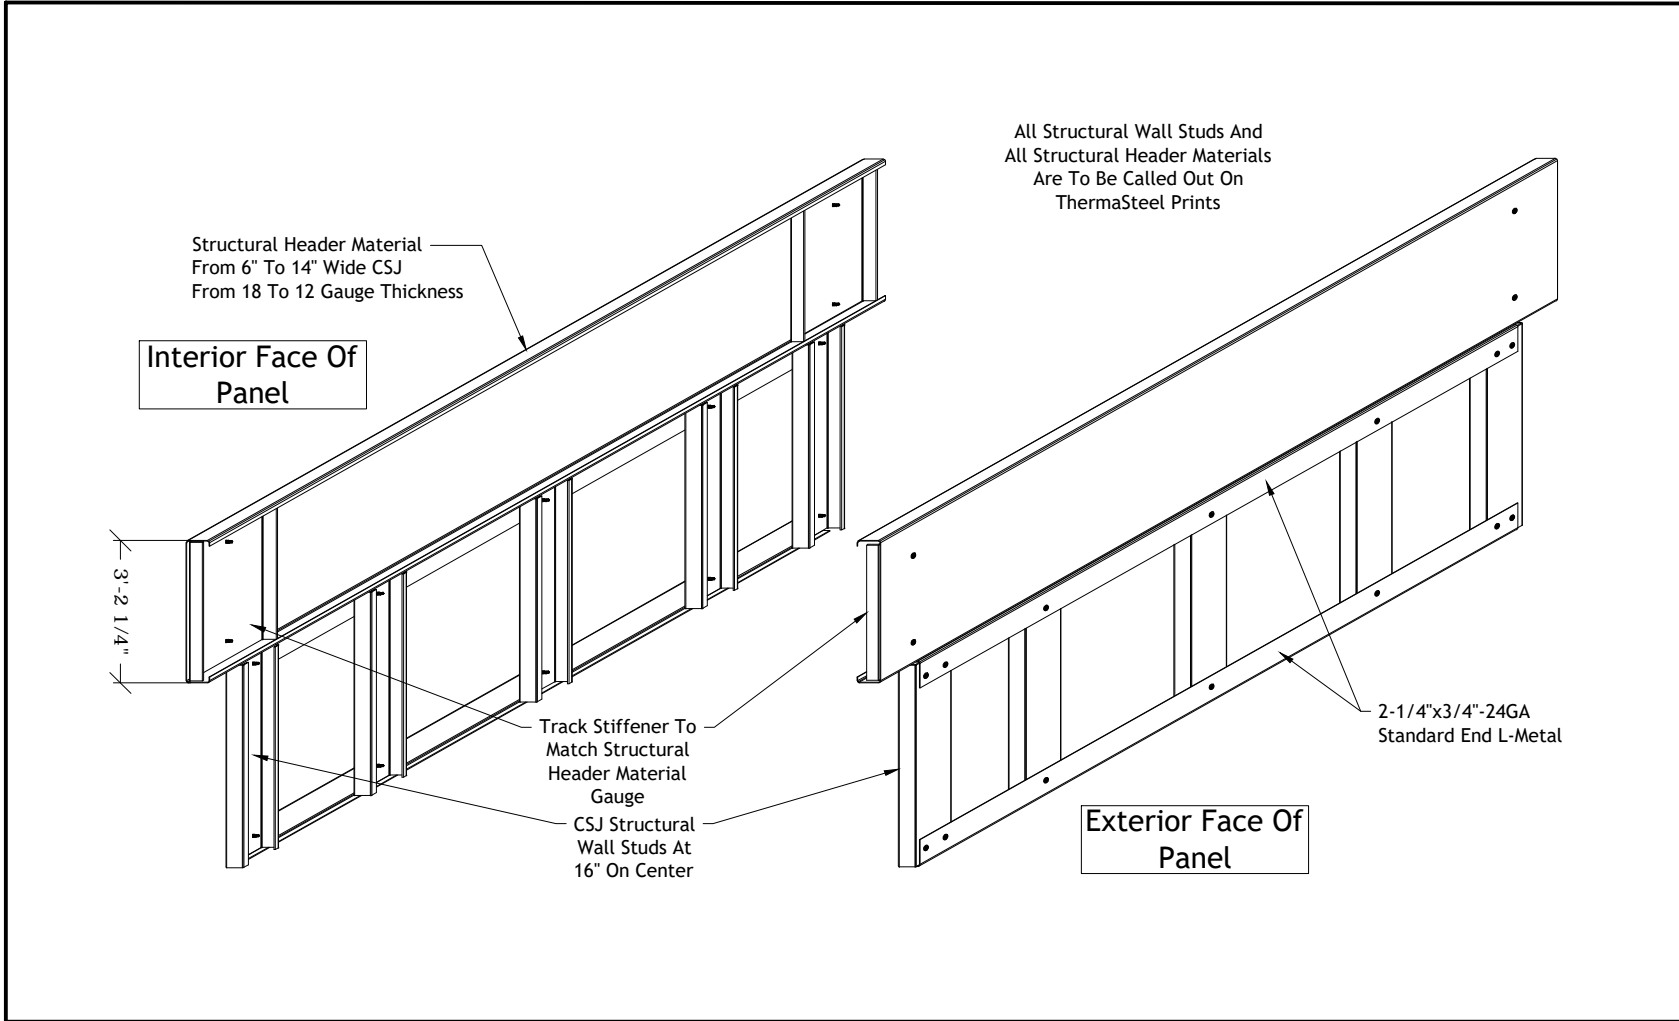 All Structural Wall Studs And
All Structural Header Materials
Are To Be Called Out On
ThermaSteel Prints
Structural Header Material
From 6" To 14" Wide CSJ
From 18 To 12 Gauge Thickness
Interior Face Of
Panel
3'-2 1/4"
Track Stiffener To
Match Structural
Header Material
Gauge
CSJ Structural
Wall Studs At
16" On Center
2-1/4"x3/4"-24GA
Standard End L-Metal
Exterior Face Of
Panel